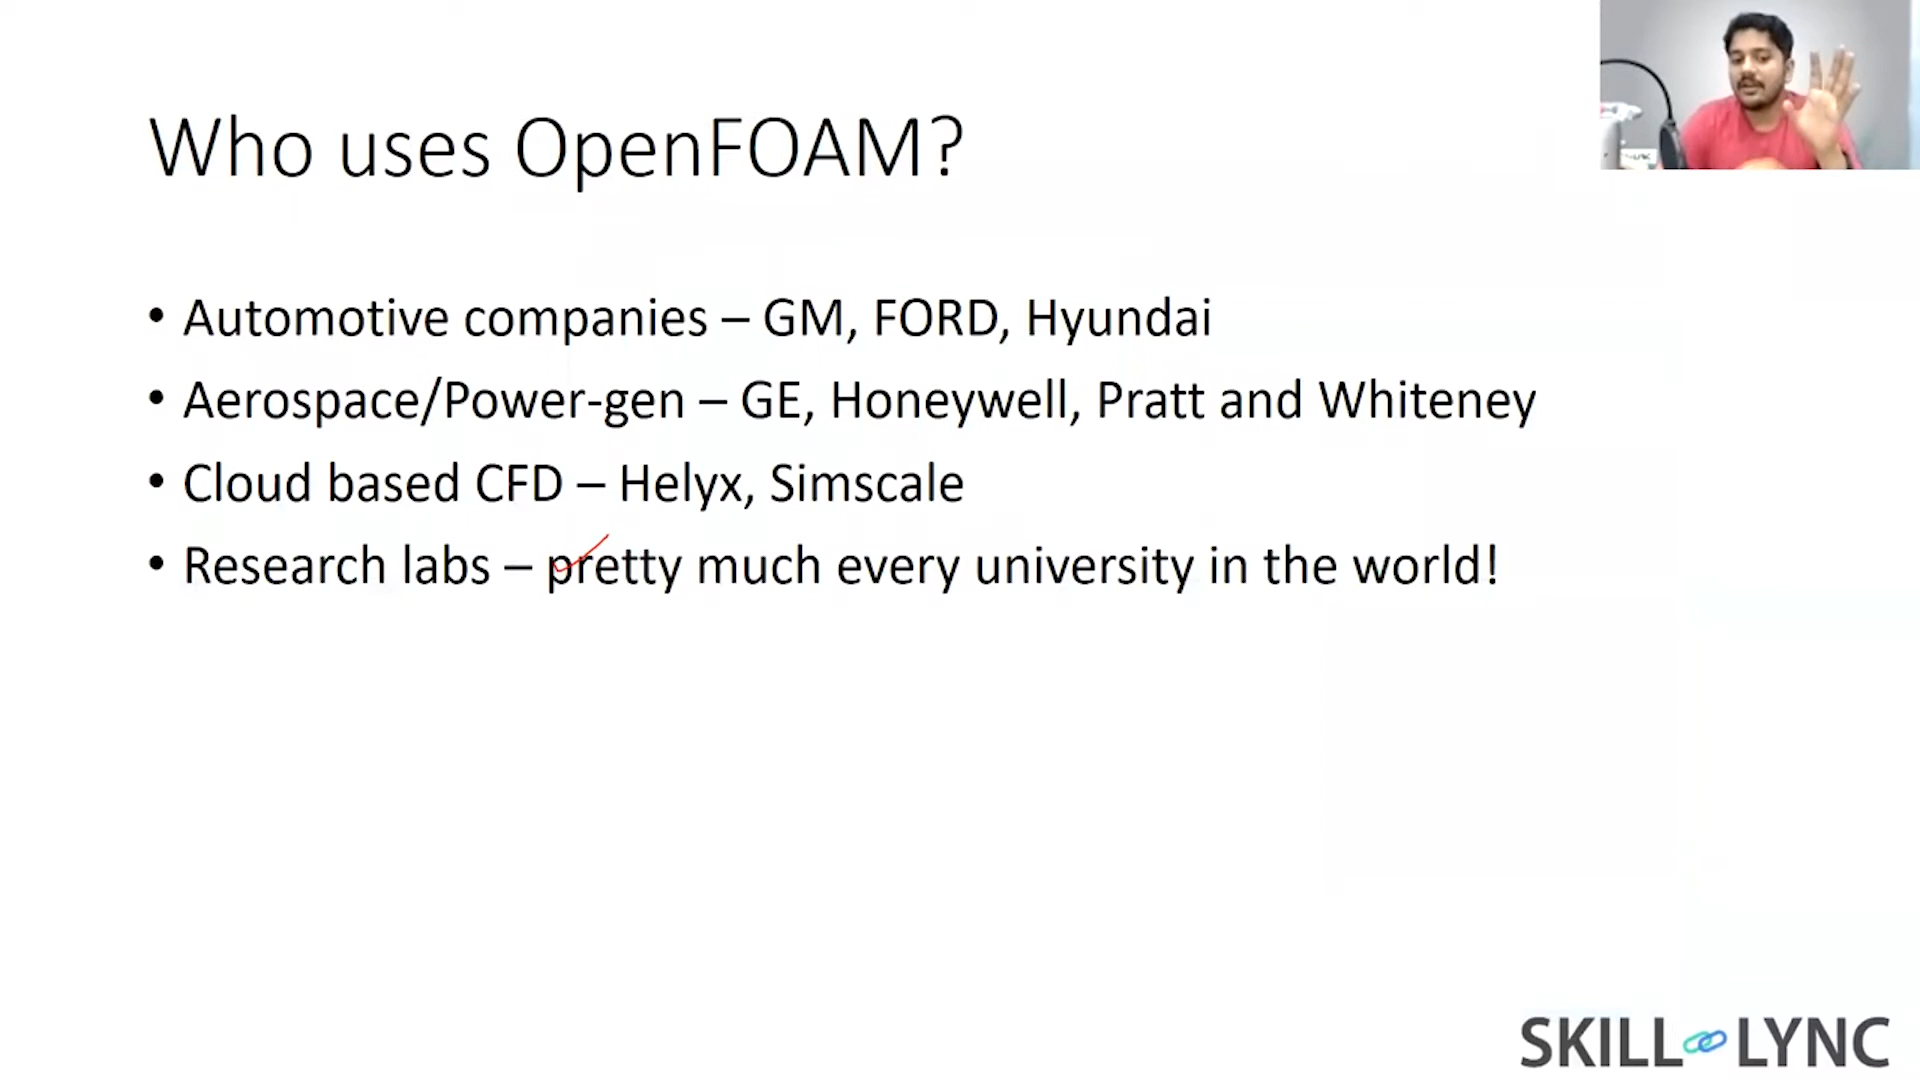 Who uses OpenFOAM?
• Automotive companies – GM, FORD, Hyundai
• Aerospace/Power-gen – GE, Honeywell, Pratt and Whiteney
• Cloud based CFD – Helyx, Simscale
• Research labs – pretty much every university in the world!
SKILL LYNC